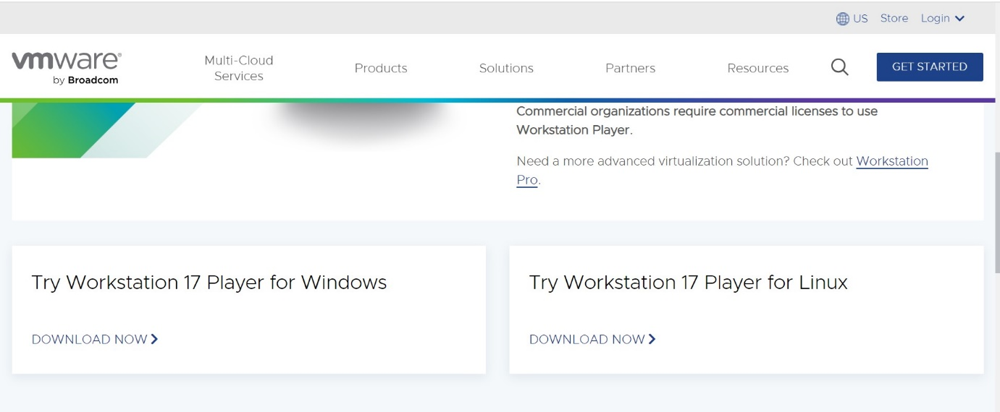 US Store Login
vmware®
by Broadcom
Multi-Cloud
Services
Products
Solutions
Partners
Resources
GET STARTED
Commercial organizations require commercial licenses to use
Workstation Player.
Need a more advanced virtualization solution? Check out Workstation
Pro.
Try Workstation 17 Player for Windows
DOWNLOAD NOW
Try Workstation 17 Player for Linux
DOWNLOAD NOW